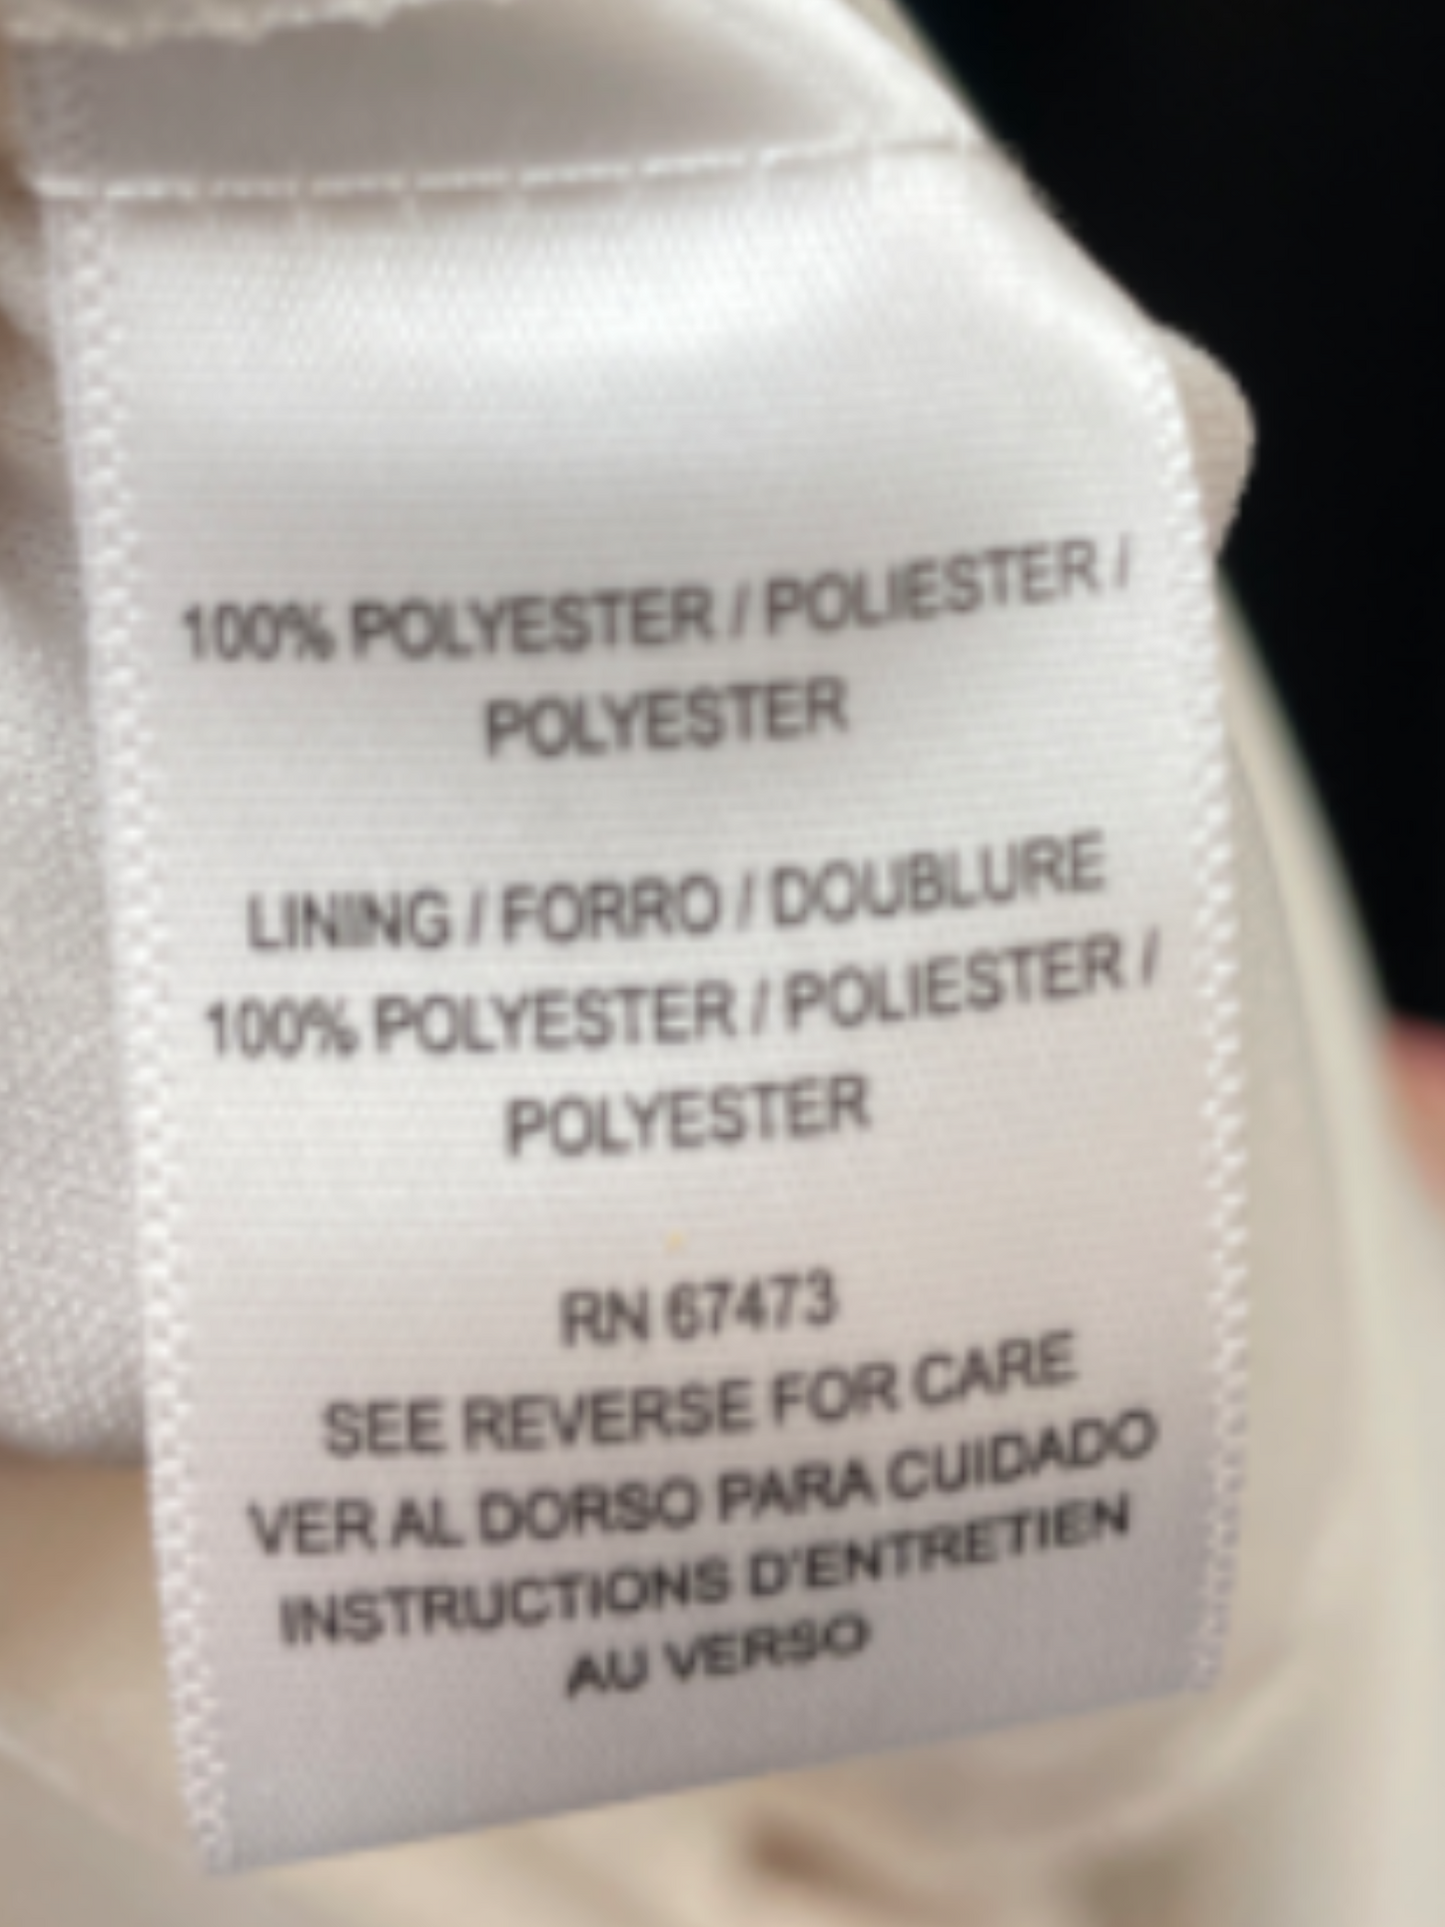 100% POLYESTER / POLIESTER /
POLYESTER
LINING / FORRO / DOUBLURE
100% POLYESTER / POLIESTER /
POLYESTER
RN 67473
SEE REVERSE FOR CARE
VER AL DORSO PARA CUIDADO
INSTRUCTIONS D'ENTRETIEN
AU VERSO